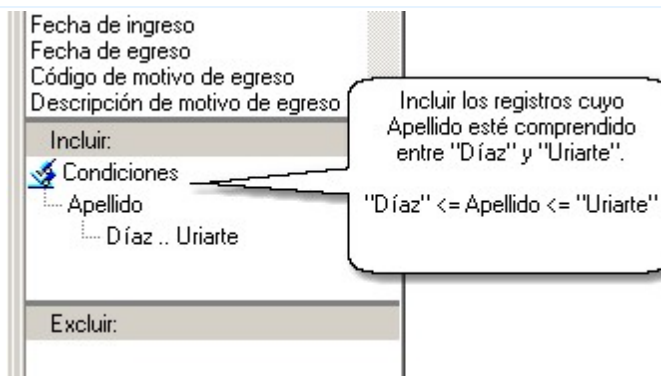 Fecha de ingreso
Fecha de egreso
Código de motivo de egreso
Descripción de motivo de egreso
Incluir:
Condiciones
Apellido
Díaz .. Uriarte
Excluir:
Incluir los registros cuyo
Apellido esté comprendido
entre "Díaz" y "Uriarte".
"Díaz" <= Apellido <= "Uriarte"